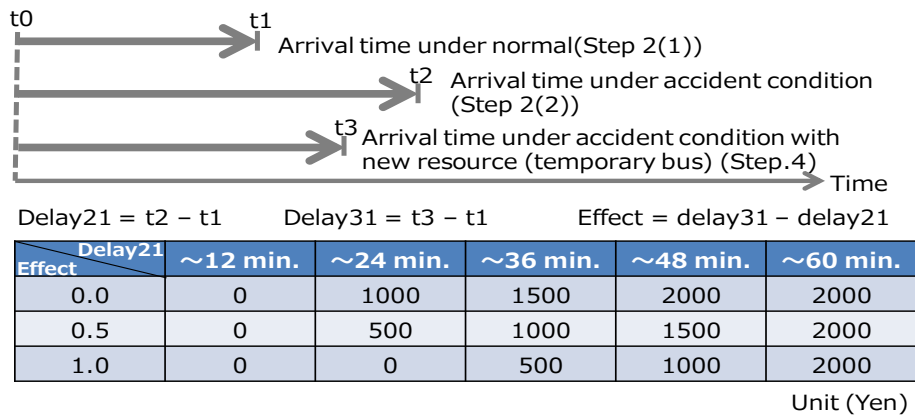 t0
t1
Arrival time under normal(Step 2(1))
t2
Arrival time under accident condition
(Step 2(2))
t3
Arrival time under accident condition with
new resource (temporary bus) (Step.4)
Time
Delay21 = t2 – t1 Delay31 = t3 – t1 Effect = delay31 – delay21
Delay21
Effect
~12 min. ~24 min. ~36 min. ~48 min. ~60 min.
0.0 0 1000 1500 2000 2000
0.5 0 500 1000 1500 2000
1.0 0 0 500 1000 2000
Unit (Yen)